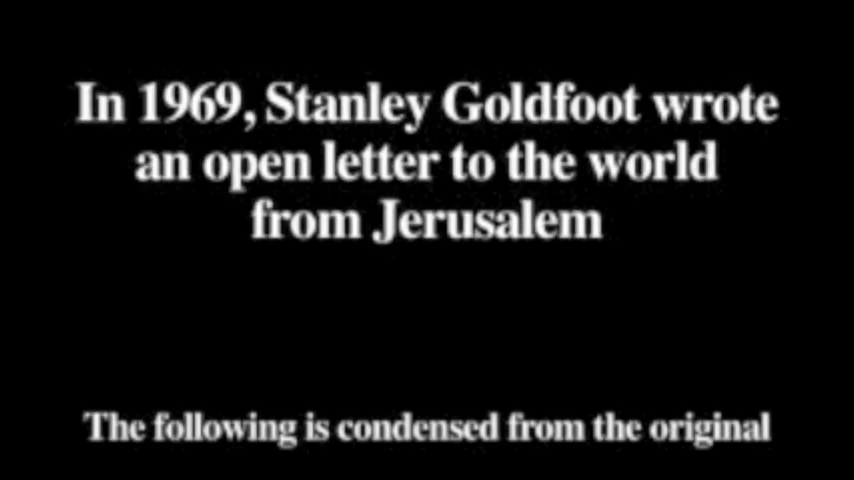 In 1969, Stanley Goldfoot wrote
an open letter to the world
from Jerusalem
The following is condensed from the original